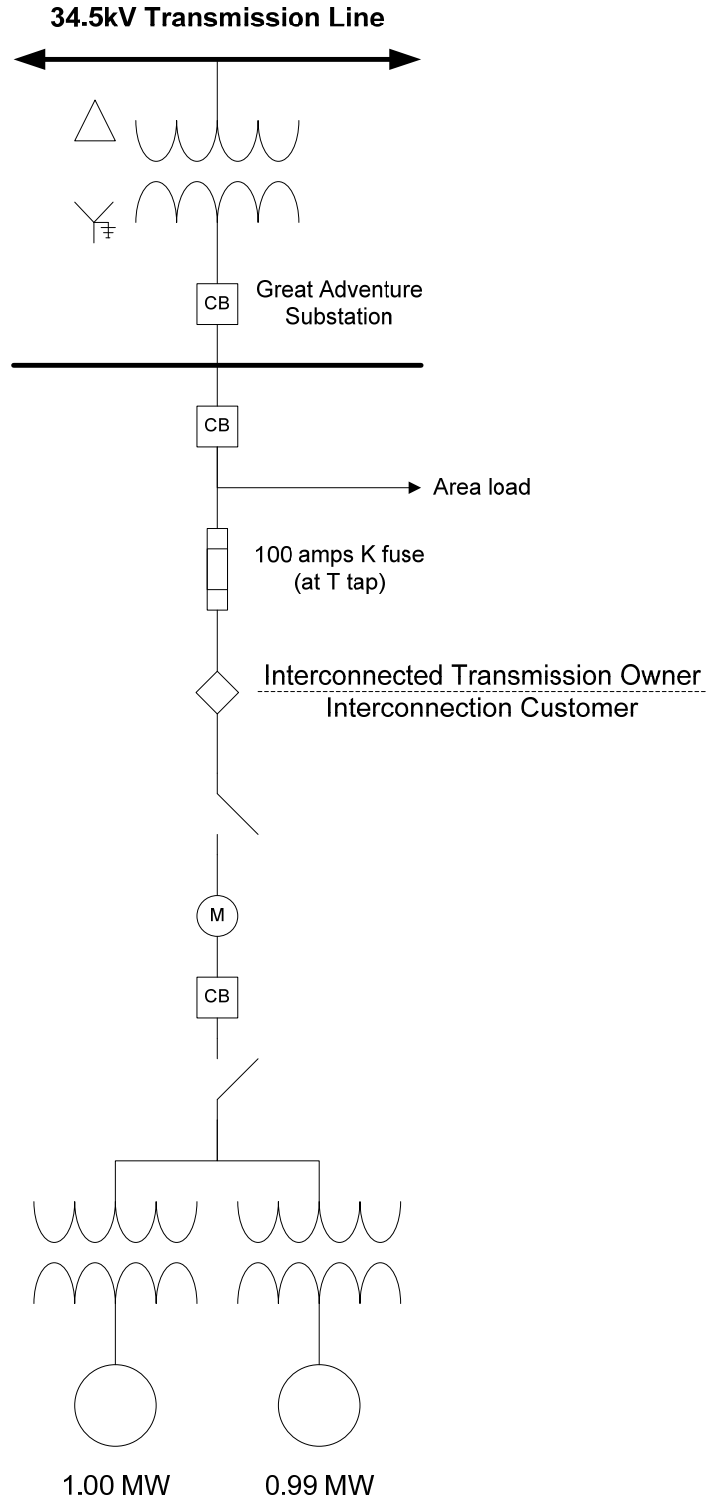 34.5kV Transmission Line
CB
Great Adventure
Substation
CB
Area load
100 amps K fuse
(at T tap)
Interconnected Transmission Owner
Interconnection Customer
M
CB
1.00 MW
0.99 MW